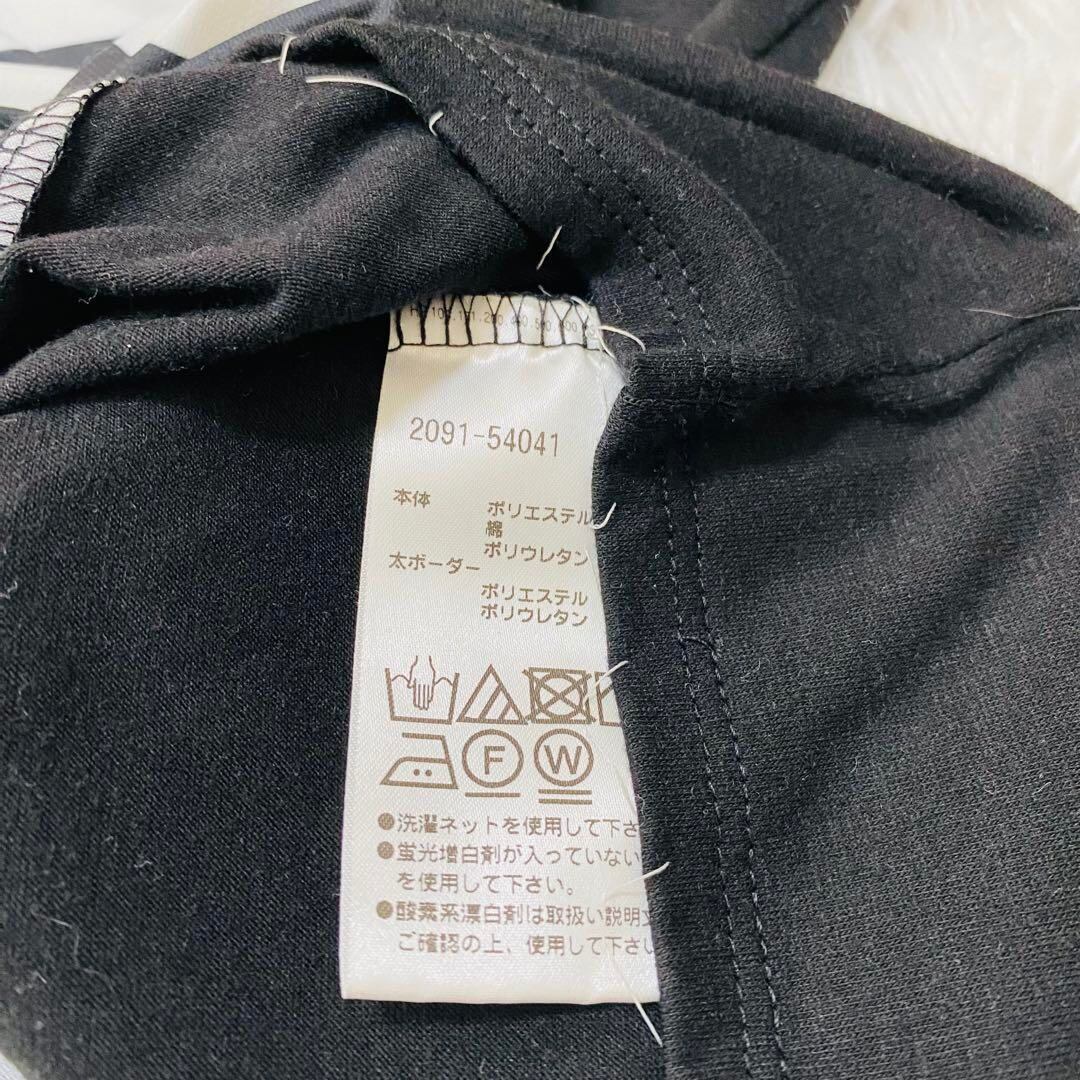 2091-54041
本体 ポリエステル
綿
ポリウレタン
太ボーダー
ポリエステル
ポリウレタン
F W
●洗濯ネットを使用して下さ
●蛍光増白剤が入っていない
を使用して下さい。
●酸素系漂白剤は取扱い説明文
ご確認の上、使用して下さい